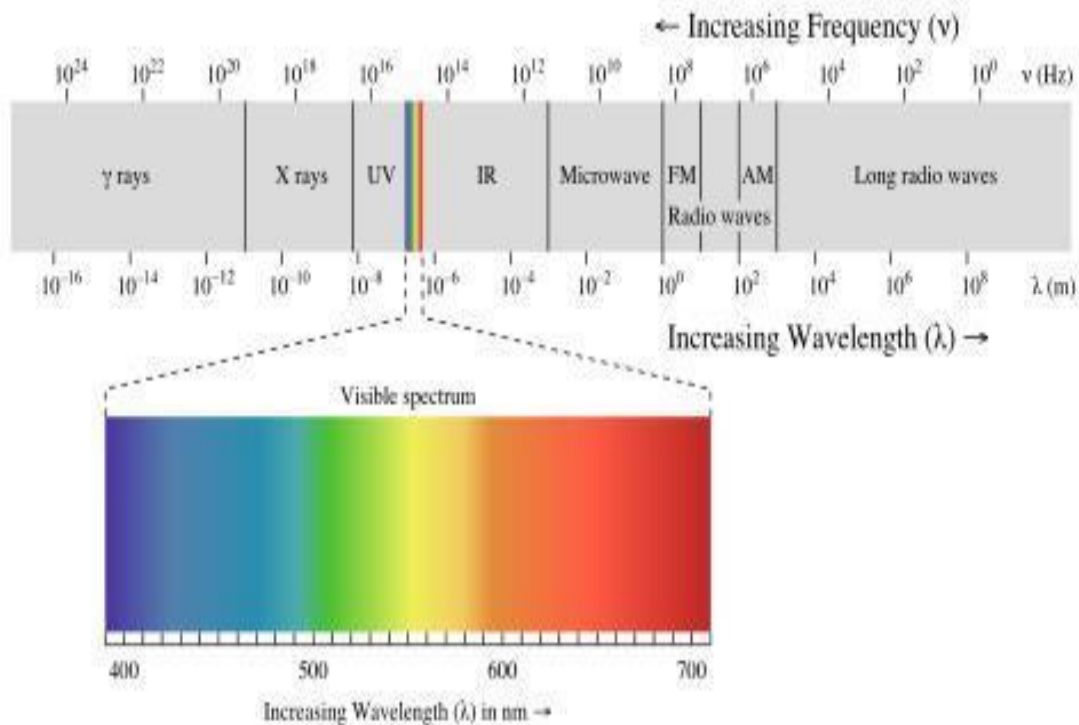 ← Increasing Frequency (ν)
10²⁴ 10²² 10²⁰ 10¹⁸ 10¹⁶ 10¹⁴ 10¹² 10¹⁰ 10⁸ 10⁶ 10⁴ 10² 10⁰ ν (Hz)
γ rays X rays UV IR Microwave FM AM Long radio waves
Radio waves
10⁻¹⁶ 10⁻¹⁴ 10⁻¹² 10⁻¹⁰ 10⁻⁸ 10⁻⁶ 10⁻⁴ 10⁻² 10⁰ 10² 10⁴ 10⁶ 10⁸ λ (m)
Increasing Wavelength (λ) →
Visible spectrum
400 500 600 700
Increasing Wavelength (λ) in nm →